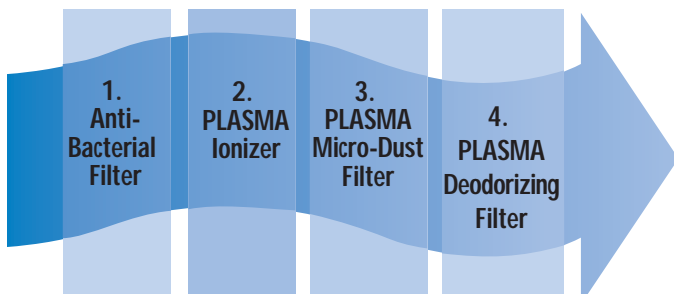 1.
Anti-
Bacterial
Filter
2.
PLASMA
Ionizer
3.
PLASMA
Micro-Dust
Filter
4.
PLASMA
Deodorizing
Filter